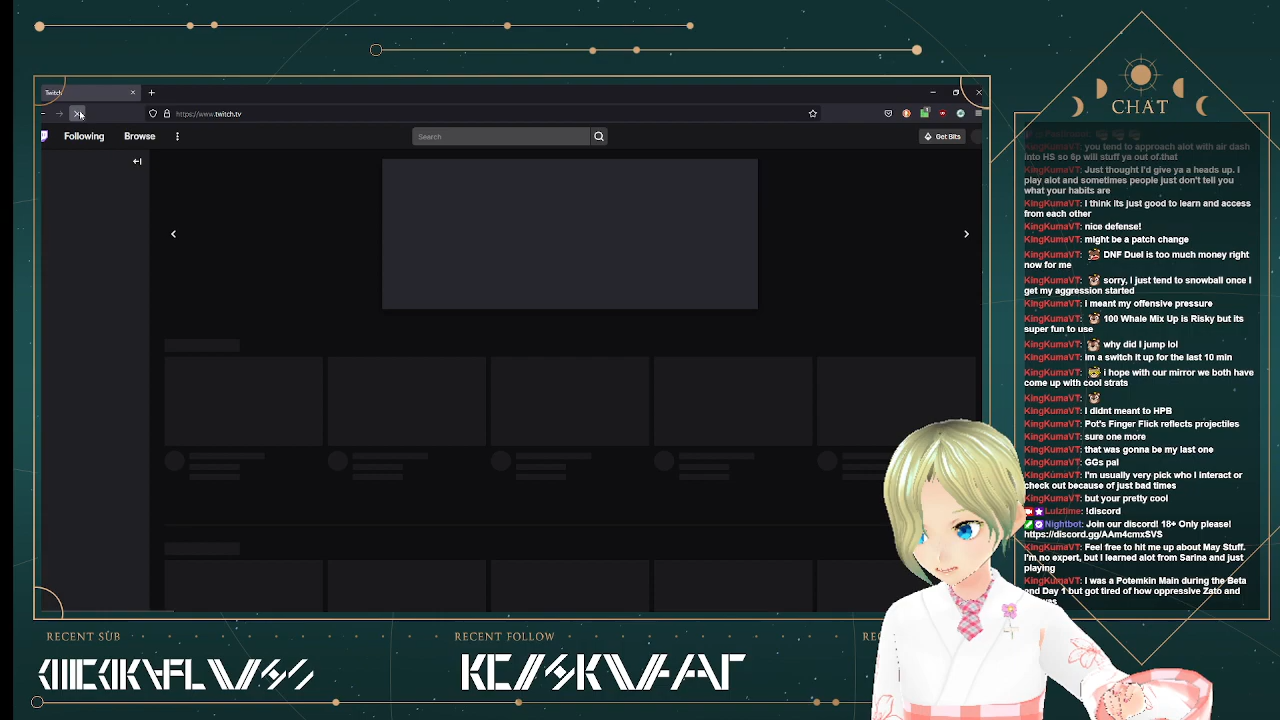 Twitch
https://www.twitch.tv
Following
Browse
Search
Get Bits
CHAT
KingKumaVT: you tend to approach alot with air dash
into HS so 6p will stuff ya out of that
KingKumaVT: Just thought I'd give ya a heads up. I
play alot and sometimes people just don't tell you
what your habits are
KingKumaVT: I think its just good to learn and access
from each other
KingKumaVT: nice defense!
KingKumaVT: might be a patch change
KingKumaVT: DNF Duel is too much money right
now for me
KingKumaVT: sorry, I just tend to snowball once I
get my aggression started
KingKumaVT: I meant my offensive pressure
KingKumaVT: 100 Whale Mix Up is Risky but its
super fun to use
KingKumaVT: why did I jump lol
KingKumaVT: im a switch it up for the last 10 min
KingKumaVT: i hope with our mirror we both have
come up with cool strats
KingKumaVT:
KingKumaVT: I didnt meant to HPB
KingKumaVT: Pot's Finger Flick reflects projectiles
KingKumaVT: sure one more
KingKumaVT: that was gonna be my last one
KingKumaVT: GGs pal
KingKumaVT: I'm usually very pick who I interact or
check out because of just bad times
KingKumaVT: but your pretty cool
Lulztime: !discord
Nightbot: Join our discord! 18+ Only please!
https://discord.gg/AAm4cmxSVS
KingKumaVT: Feel free to hit me up about May Stuff.
I'm no expert, but I learned alot from Sarina and just
playing
KingKumaVT: I was a Potemkin Main during the Beta
and Day 1 but got tired of how oppressive Zato and
RECENT SUB
RECENT FOLLOW